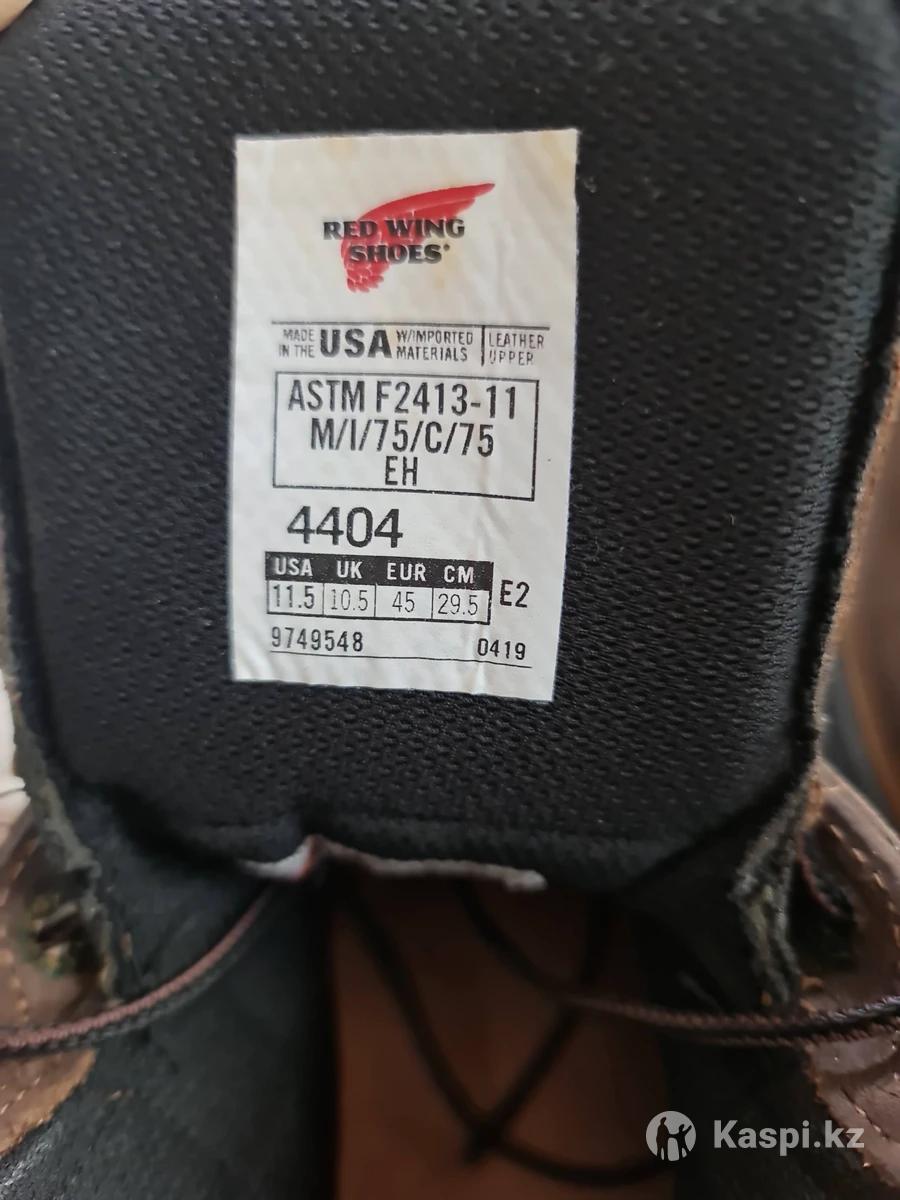 RED WING
SHOES®
MADE IN THE USA W/IMPORTED MATERIALS LEATHER UPPER
ASTM F2413-11
M/I/75/C/75
EH
4404
USA UK EUR CM
11.5 10.5 45 29.5 E2
9749548 0419
Kaspi.kz